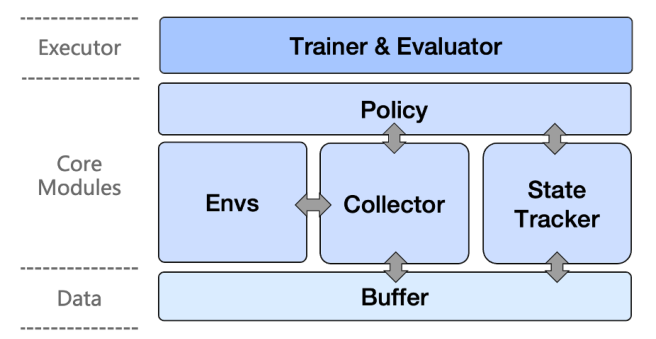 Executor
Trainer & Evaluator
Core
Modules
Policy
Envs
Collector
State
Tracker
Data
Buffer